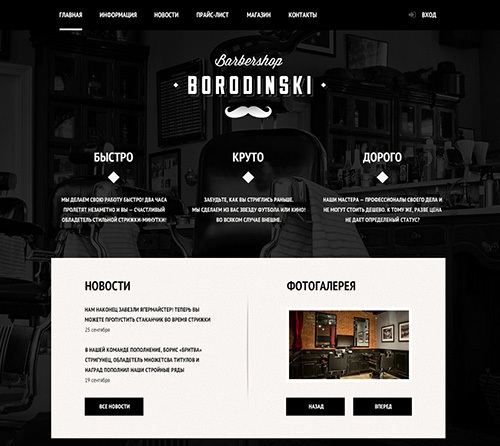 ГЛАВНАЯ ИНФОРМАЦИЯ НОВОСТИ ПРАЙС-ЛИСТ МАГАЗИН КОНТАКТЫ ВХОД
Barbershop
BORODINSKI
БЫСТРО
МЫ ДЕЛАЕМ СВОЮ РАБОТУ БЫСТРО! ДВА ЧАСА
ПРОЛЕТЯТ НЕЗАМЕТНО И ВЫ — СЧАСТЛИВЫЙ
ОБЛАДАТЕЛЬ СТИЛЬНОЙ СТРИЖКИ-МИНУТКИ!
КРУТО
ЗАБУДЬТЕ, КАК ВЫ СТРИГЛИСЬ РАНЬШЕ.
МЫ СДЕЛАЕМ ИЗ ВАС ЗВЕЗДУ ФУТБОЛА ИЛИ КИНО!
ВО ВСЯКОМ СЛУЧАЕ ВНЕШНЕ.
ДОРОГО
НАШИ МАСТЕРА — ПРОФЕССИОНАЛЫ СВОЕГО ДЕЛА И
НЕ МОГУТ СТОИТЬ ДЕШЕВО. К ТОМУ ЖЕ, РАЗВЕ ЦЕНА
НЕ ДАЕТ ОПРЕДЕЛЕННЫЙ СТАТУС?
НОВОСТИ
НАМ НАКОНЕЦ ЗАВЕЗЛИ ЯГЕРМАЙСТЕР! ТЕПЕРЬ ВЫ
МОЖЕТЕ ПРОПУСТИТЬ СТАКАНЧИК ВО ВРЕМЯ СТРИЖКИ
25 сентября
В НАШЕЙ КОМАНДЕ ПОПОЛНЕНИЕ, БОРИС «БРИТВА»
СТРИГУНЕЦ, ОБЛАДАТЕЛЬ МНОЖЕТСВА ТИТУЛОВ И
НАГРАД ПОПОЛНИЛ НАШИ СТРОЙНЫЕ РЯДЫ
19 сентября
ВСЕ НОВОСТИ
ФОТОГАЛЕРЕЯ
НАЗАД ВПЕРЕД